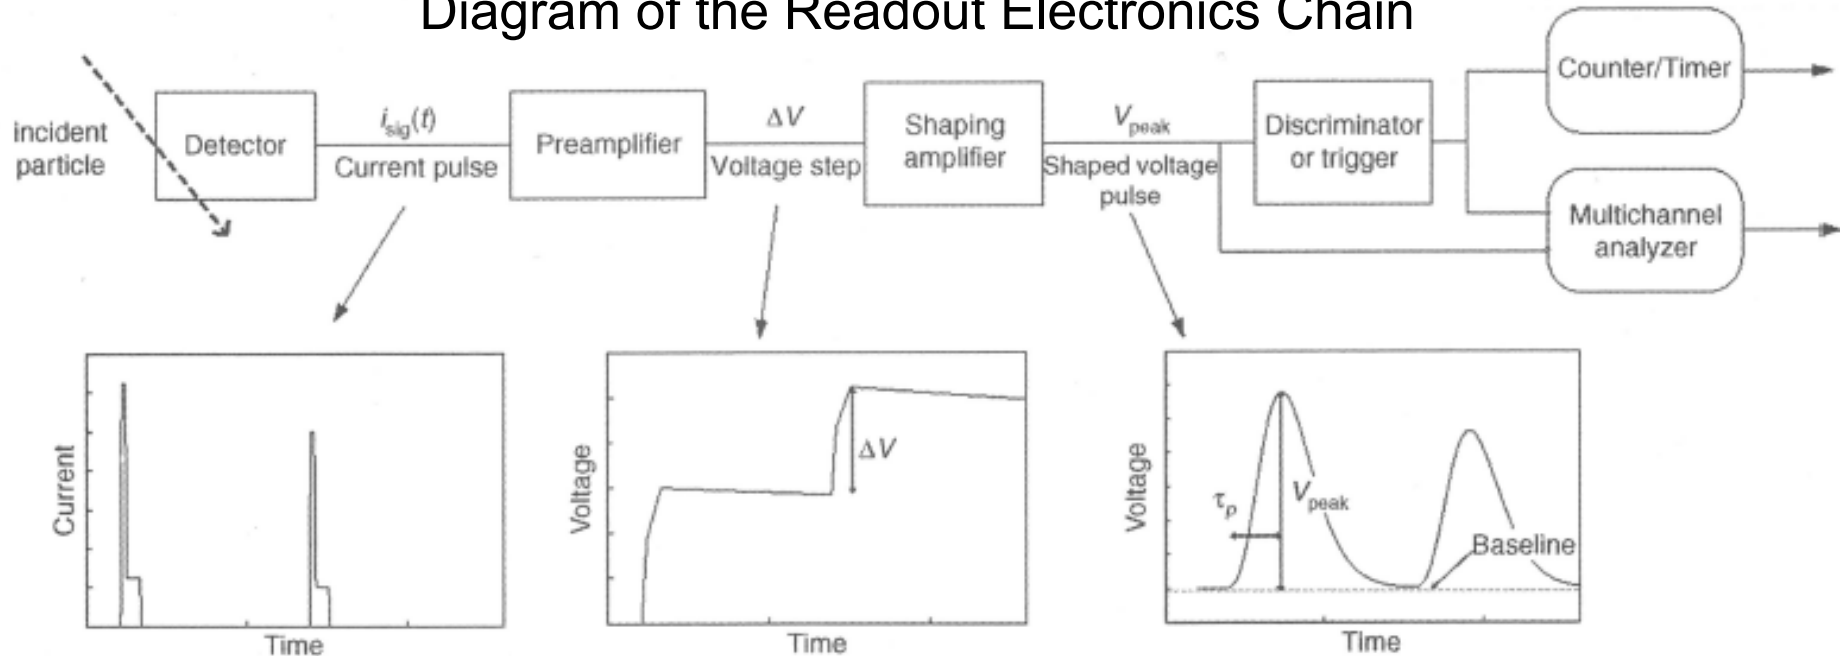 Diagram of the Readout Electronics Chain
incident
particle
Detector
i_sig(t)
Current pulse
Preamplifier
ΔV
Voltage step
Shaping
amplifier
V_peak
Shaped voltage
pulse
Discriminator
or trigger
Counter/Timer
Multichannel
analyzer
Current
Time
Voltage
ΔV
Time
Voltage
τ_p
V_peak
Baseline
Time